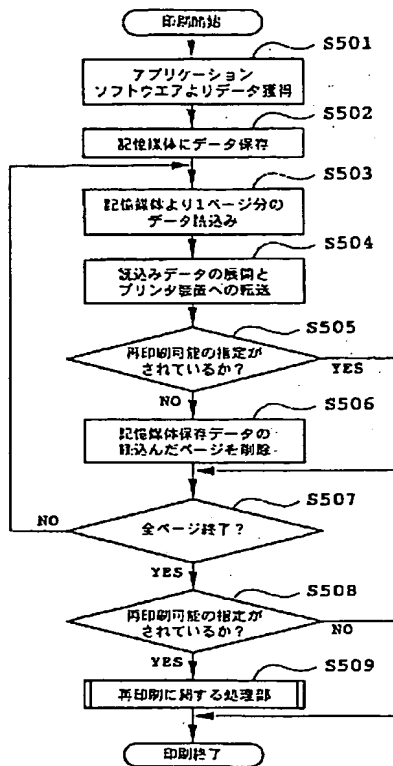 印刷開始
S501
アプリケーション
ソフトウエアよりデータ獲得
S502
記憶媒体にデータ保存
S503
記憶媒体より1ページ分の
データ読込み
S504
読込みデータの展開と
プリンタ装置への転送
S505
再印刷可能の指定が
されているか?
YES
NO
S506
記憶媒体保存データの
読込んだページを削除
S507
NO
全ページ終了?
YES
S508
再印刷可能の指定が
されているか?
NO
YES
S509
再印刷に関する処理部
印刷終了